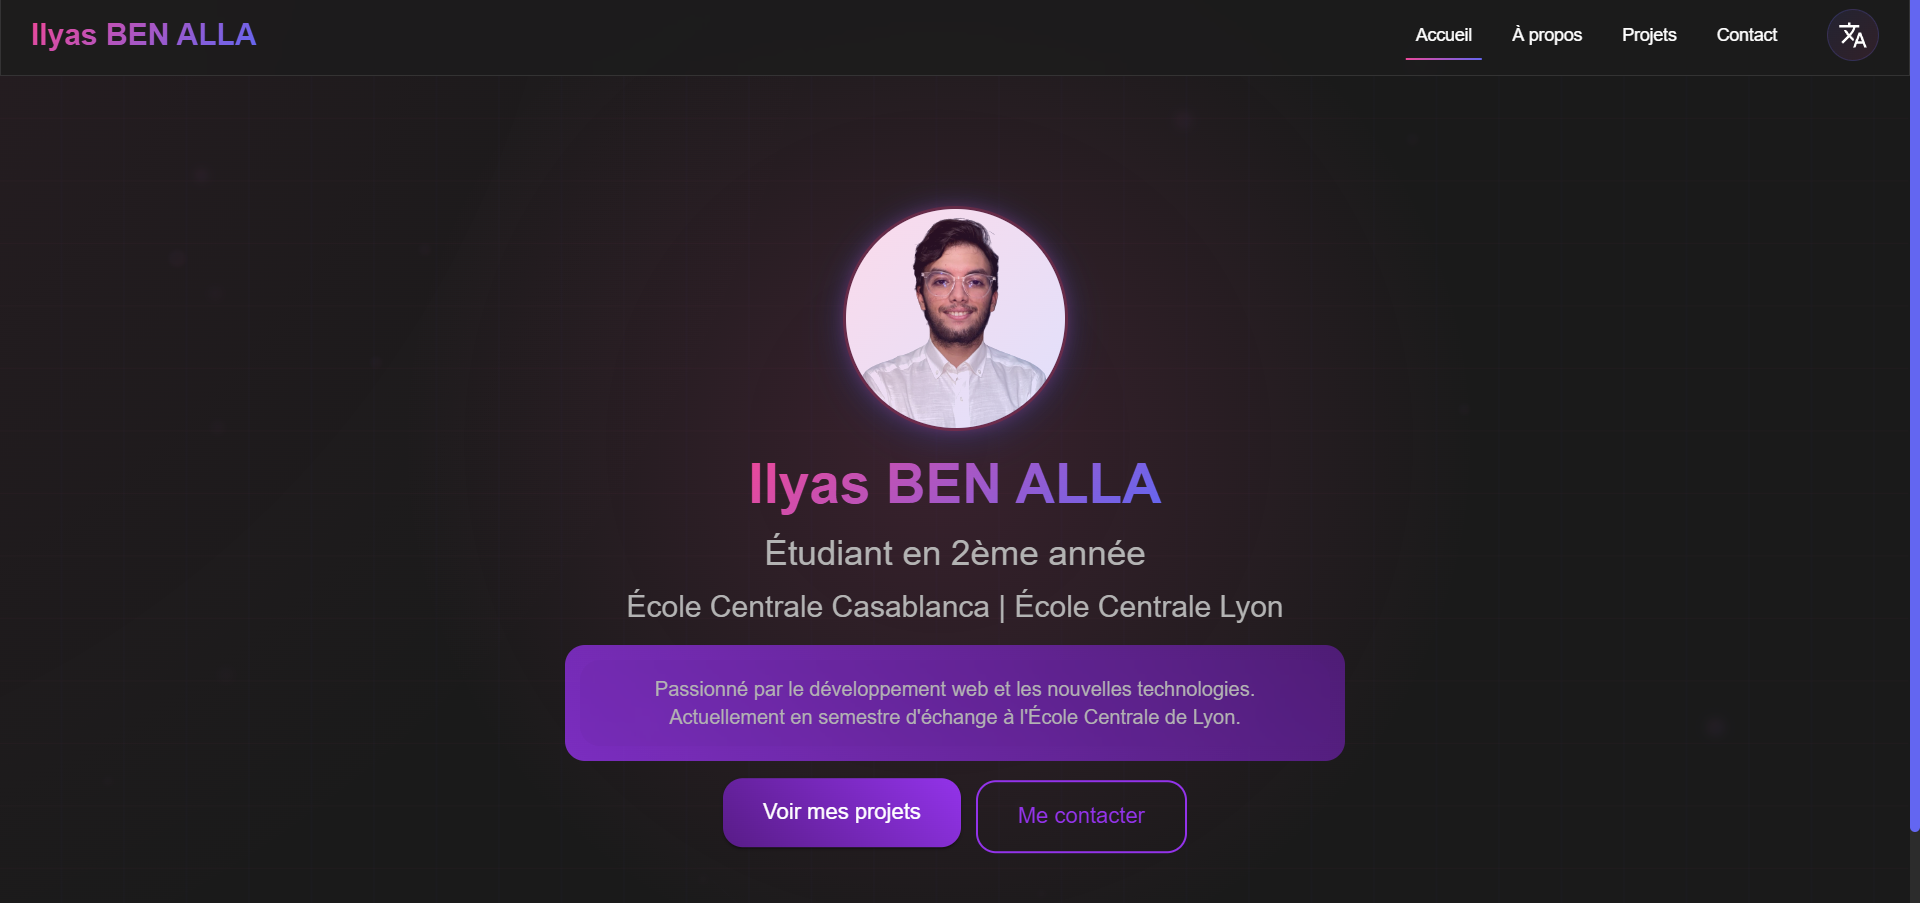 Ilyas BEN ALLA
Accueil
À propos
Projets
Contact
Ilyas BEN ALLA
Étudiant en 2ème année
École Centrale Casablanca | École Centrale Lyon
Passionné par le développement web et les nouvelles technologies.
Actuellement en semestre d'échange à l'École Centrale de Lyon.
Voir mes projets
Me contacter